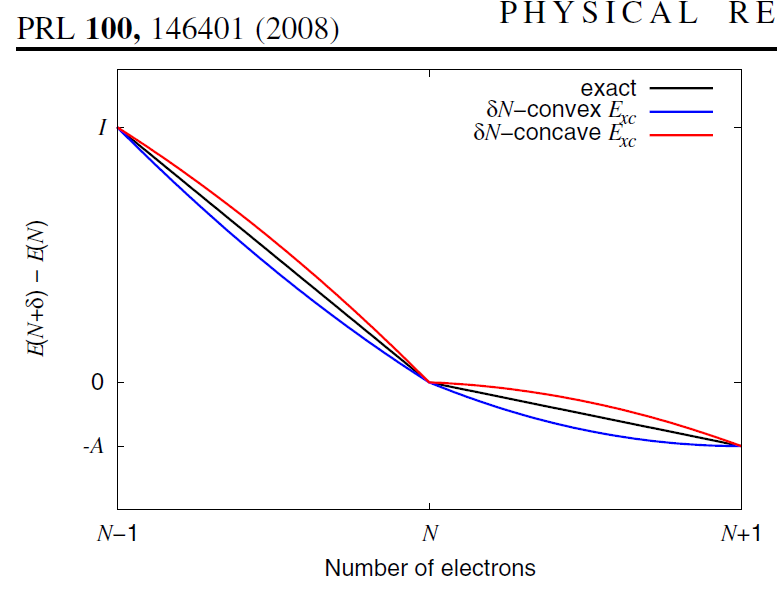 PHYSICAL RE
PRL 100, 146401 (2008)
exact
δN−convex Exc
δN−concave Exc
I
0
-A
E(N+δ) − E(N)
N−1
N
N+1
Number of electrons